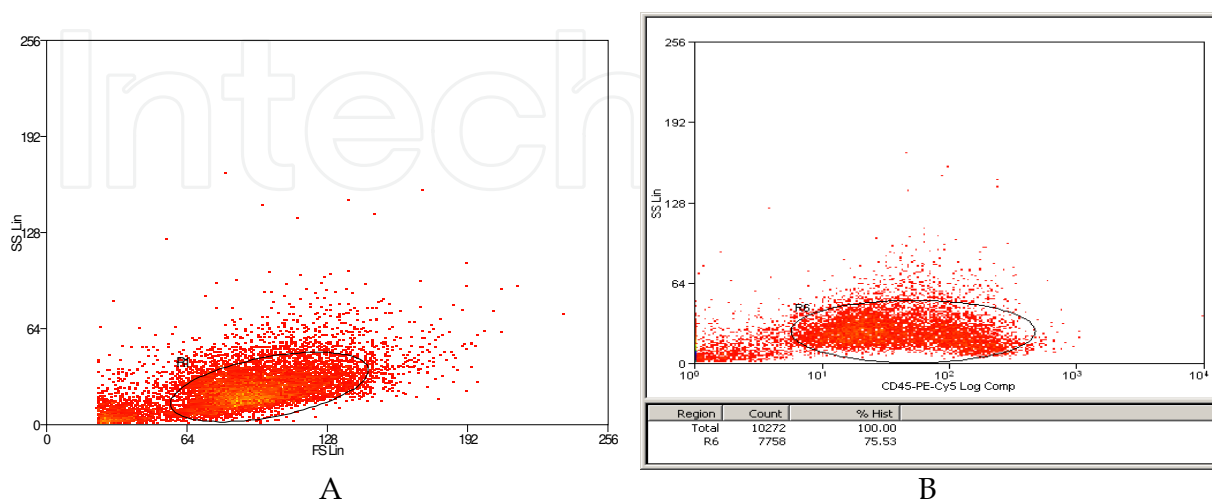 Intech
256
192
128
64
0
SS Lin
0 64 128 192 256
FS Lin
A
256
192
128
64
0
SS Lin
R6
10⁰ 10¹ 10² 10³ 10⁴
CD45-PE-Cy5 Log Comp
Region Count % Hist
Total 10272 100.00
R6 7758 75.53
B